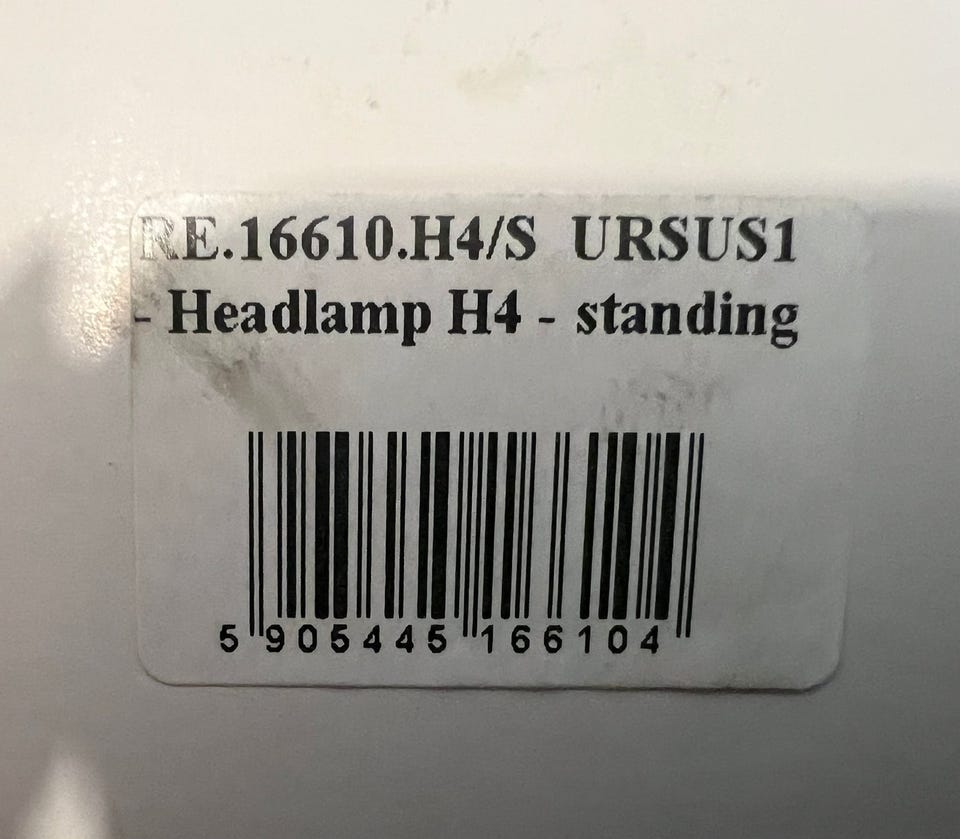 RE.16610.H4/S URSUS1
- Headlamp H4 - standing
5 905445 166104